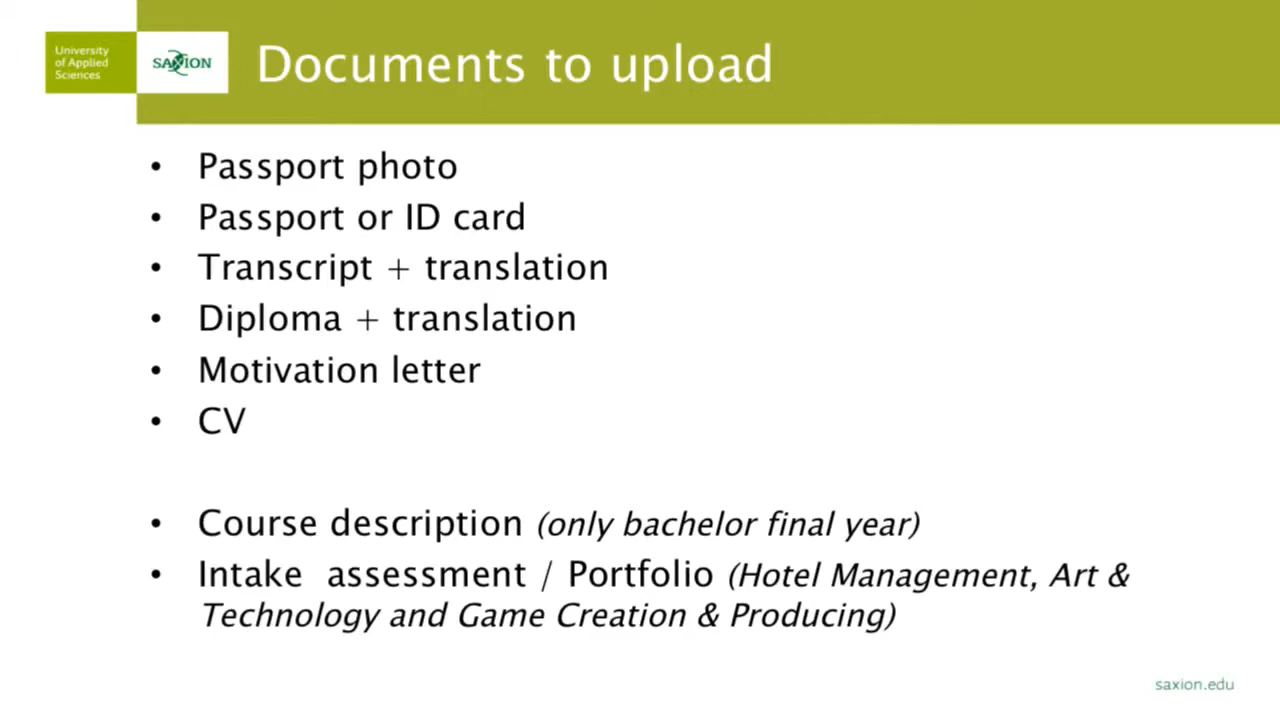 University
of Applied
Sciences
SAXION
Documents to upload
• Passport photo
• Passport or ID card
• Transcript + translation
• Diploma + translation
• Motivation letter
• CV
• Course description (only bachelor final year)
• Intake  assessment / Portfolio (Hotel Management, Art &
Technology and Game Creation & Producing)
saxion.edu